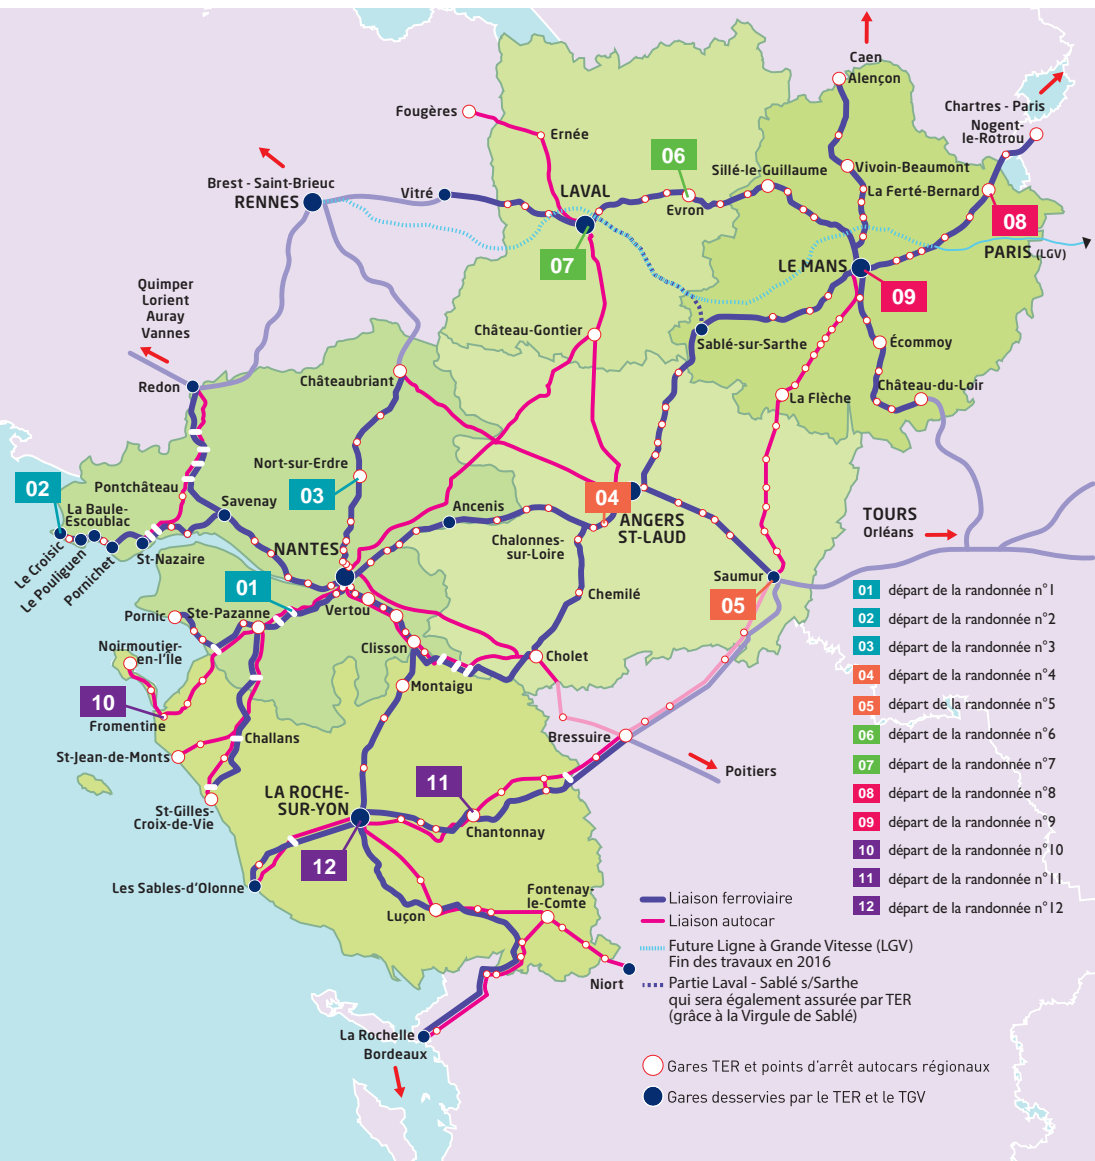 Caen
Alençon
Chartres - Paris
Nogent-
le-Rotrou
Fougères
Ernée
06
Sillé-le-Guillaume
Vivoin-Beaumont
La Ferté-Bernard
Brest - Saint-Brieuc
RENNES
Vitré
LAVAL
Evron
08
07
LE MANS
PARIS (LGV)
09
Quimper
Lorient
Auray
Vannes
Château-Gontier
Sablé-sur-Sarthe
Écommoy
Redon
Châteaubriant
La Flèche
Château-du-Loir
Nort-sur-Erdre
02
03
Pontchâteau
La Baule-
Escoublac
Savenay
Ancenis
04
ANGERS
ST-LAUD
TOURS
Orléans
Le Croisic
Le Pouliguen
Pornichet
St-Nazaire
NANTES
Chalonnes-
sur-Loire
Saumur
01
Vertou
Chemilé
05
Pornic
Ste-Pazanne
Noirmoutier-
en-l'Île
Clisson
Cholet
10
Montaigu
Fromentine
Challans
Bressuire
St-Jean-de-Monts
Poitiers
11
St-Gilles-
Croix-de-Vie
LA ROCHE-
SUR-YON
Chantonnay
12
Les Sables-d'Olonne
Luçon
Fontenay-
le-Comte
Niort
La Rochelle
Bordeaux
01 départ de la randonnée n°1
02 départ de la randonnée n°2
03 départ de la randonnée n°3
04 départ de la randonnée n°4
05 départ de la randonnée n°5
06 départ de la randonnée n°6
07 départ de la randonnée n°7
08 départ de la randonnée n°8
09 départ de la randonnée n°9
10 départ de la randonnée n°10
11 départ de la randonnée n°11
12 départ de la randonnée n°12
Liaison ferroviaire
Liaison autocar
Future Ligne à Grande Vitesse (LGV)
Fin des travaux en 2016
Partie Laval - Sablé s/Sarthe
qui sera également assurée par TER
(grâce à la Virgule de Sablé)
Gares TER et points d'arrêt autocars régionaux
Gares desservies par le TER et le TGV